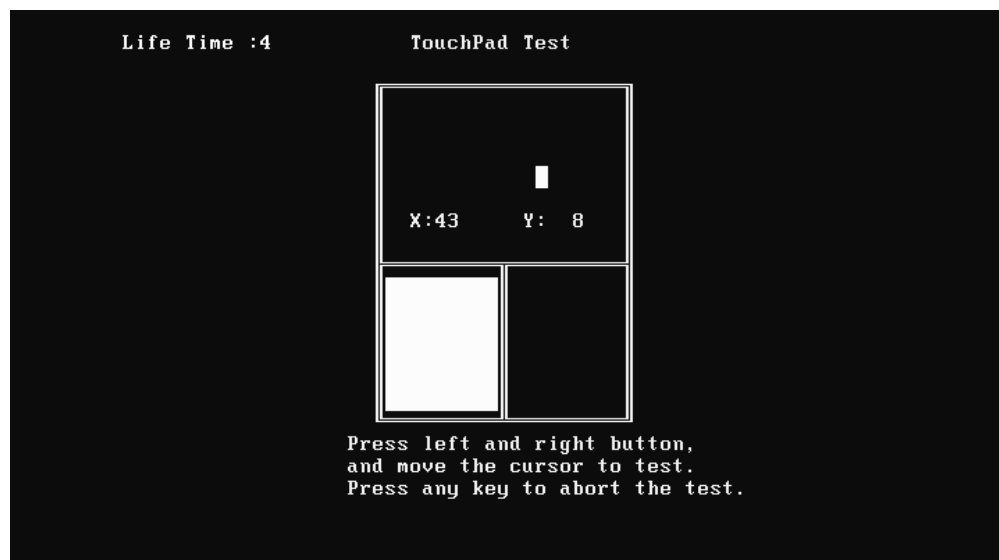 Life Time :4 TouchPad Test
X:43 Y: 8
Press left and right button,
and move the cursor to test.
Press any key to abort the test.